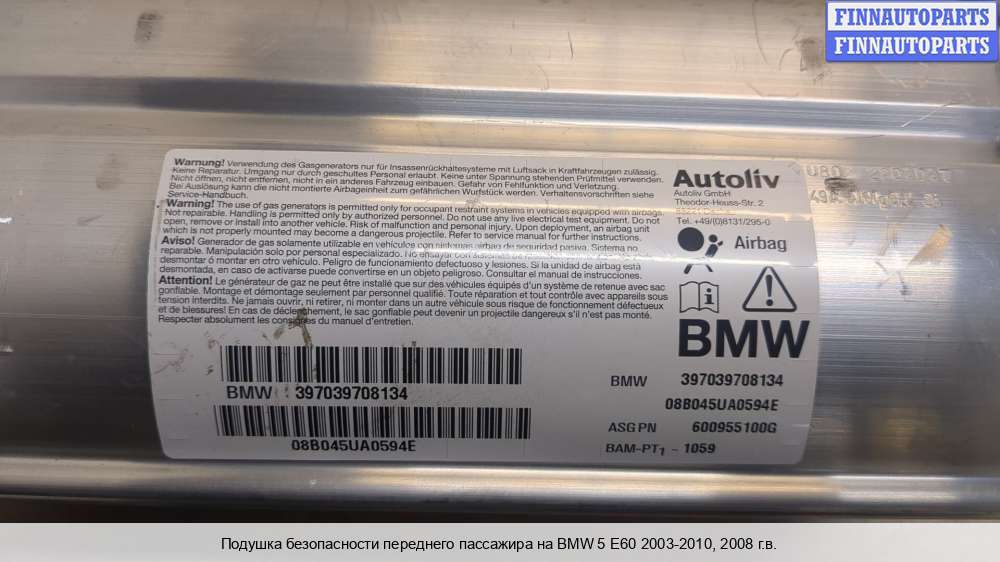 FINNAUTOPARTS
FINNAUTOPARTS
Warnung! Verwendung des Gasgenerators nur für Insassenrückhaltesysteme mit Luftsack in Kraftfahrzeugen zulässig.
Keine Reparatur. Umgang nur durch geschultes Personal erlaubt. Keine unter Spannung stehenden Prüfmittel verwenden.
Nicht öffnen, nicht entfernen, nicht in ein anderes Fahrzeug einbauen. Gefahr von Fehlfunktion und Verletzung.
Bei Auslösung kann die nicht montierte Airbageinheit zum gefährlichen Wurfstück werden. Verhaltensvorschriften siehe
Service-Handbuch.
Warning! The use of gas generators is permitted only for occupant restraint systems in vehicles equipped with airbags.
Not repairable. Handling is permitted only by authorized personnel. Do not use any live electrical test equipment. Do not
open, remove or install into another vehicle. Risk of malfunction and personal injury. Upon deployment, an airbag unit
which is not properly mounted may become a dangerous projectile. Refer to service manual for further instructions.
Aviso! Generador de gas solamente utilizable en vehículos con sistemas airbag de seguridad pasiva. Sistema no
reparable. Manipulación solo por personal especializado. No ensayar con
desmontada ó montar en otro vehículo. Peligro de funcionamiento defectuoso y lesiones. Si la unidad de airbag está
desmontada, en caso de activarse puede convertirse en un objeto peligroso. Consultar el manual de instrucciones.
Attention! Le générateur de gaz ne peut être installé que sur des véhicules équipés d'un système de retenue avec sac
gonflable. Montage et démontage seulement par personnel qualifié. Toute réparation et tout contrôle avec appareils sous
tension interdits. Ne jamais ouvrir, ni retirer, ni monter dans un autre véhicule sous risque de fonctionnement défectueux
et de blessures! En cas de déclenchement, le sac gonflable peut devenir un projectile dangereux s'il n'est pas monté.
Respecter absolument les consignes du manuel d'entretien.
Autoliv
Autoliv GmbH
Theodor-Heuss-Str. 2
Tel. +49/(0)8131/295-0
Airbag
BMW
BMW 397039708134
08B045UA0594E
BMW 397039708134
08B045UA0594E
ASG PN 600955100G
BAM-PT1 - 1059
Подушка безопасности переднего пассажира на BMW 5 E60 2003-2010, 2008 г.в.